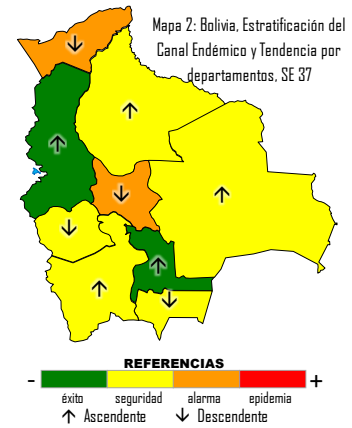 Mapa 2: Bolivia, Estratificación del
Canal Endémico y Tendencia por
departamentos, SE 37
REFERENCIAS
- +
éxito seguridad alarma epidemia
↑ Ascendente ↓ Descendente